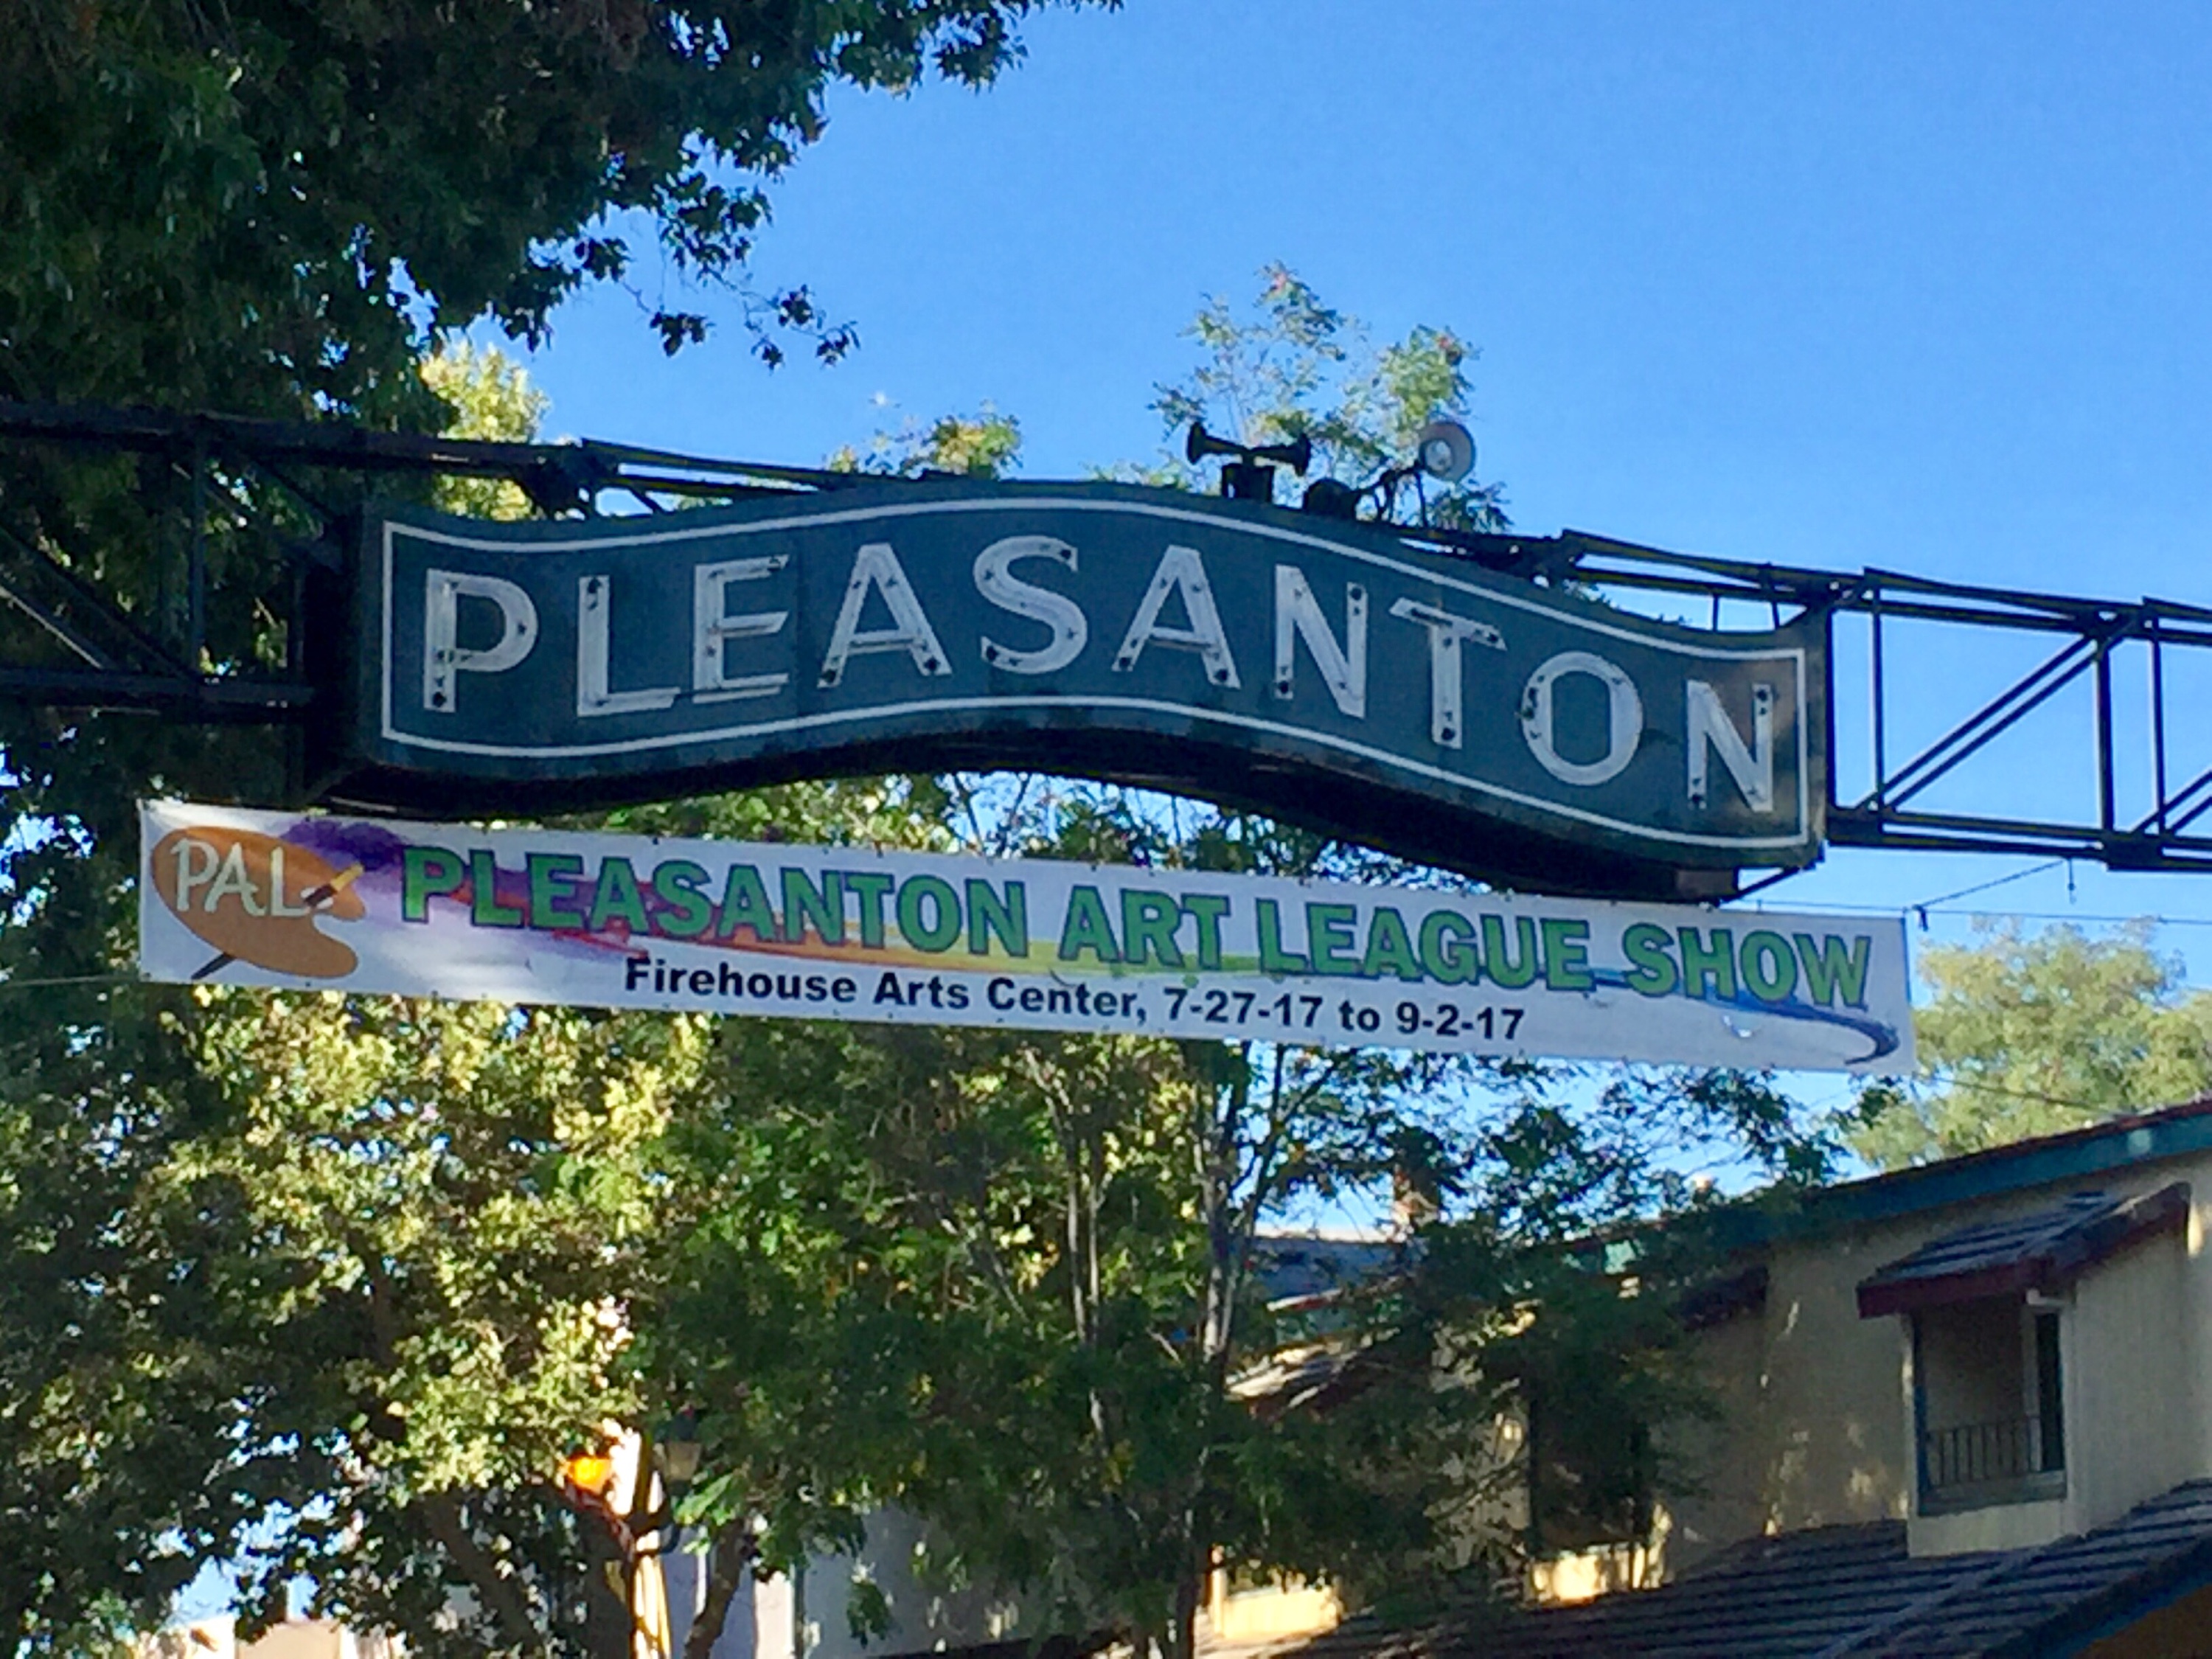 PLEASANTON
PAL
PLEASANTON ART LEAGUE SHOW
Firehouse Arts Center, 7-27-17 to 9-2-17